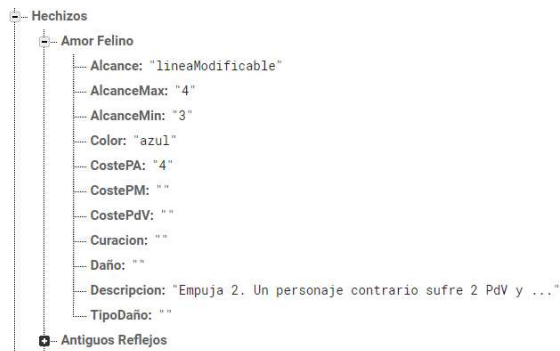 Hechizos
Amor Felino
Alcance: "lineaModificable"
AlcanceMax: "4"
AlcanceMin: "3"
Color: "azul"
CostePA: "4"
CostePM: ""
CostePdV: ""
Curacion: ""
Daño: ""
Descripcion: "Empuja 2. Un personaje contrario sufre 2 PdV y ..."
TipoDaño: ""
Antiguos Reflejos